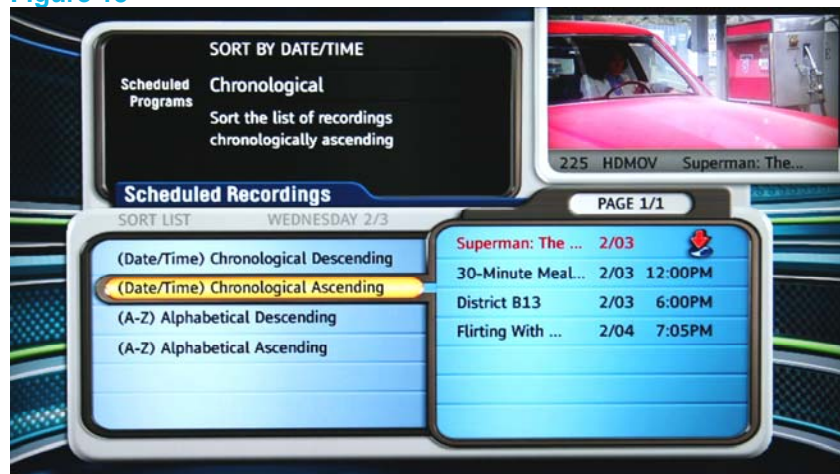 SORT BY DATE/TIME
Scheduled Programs
Chronological
Sort the list of recordings
chronologically ascending
225 HDMOV Superman: The...
Scheduled Recordings
PAGE 1/1
SORT LIST WEDNESDAY 2/3
(Date/Time) Chronological Descending
(Date/Time) Chronological Ascending
(A-Z) Alphabetical Descending
(A-Z) Alphabetical Ascending
Superman: The ... 2/03
30-Minute Meal... 2/03 12:00PM
District B13 2/03 6:00PM
Flirting With ... 2/04 7:05PM